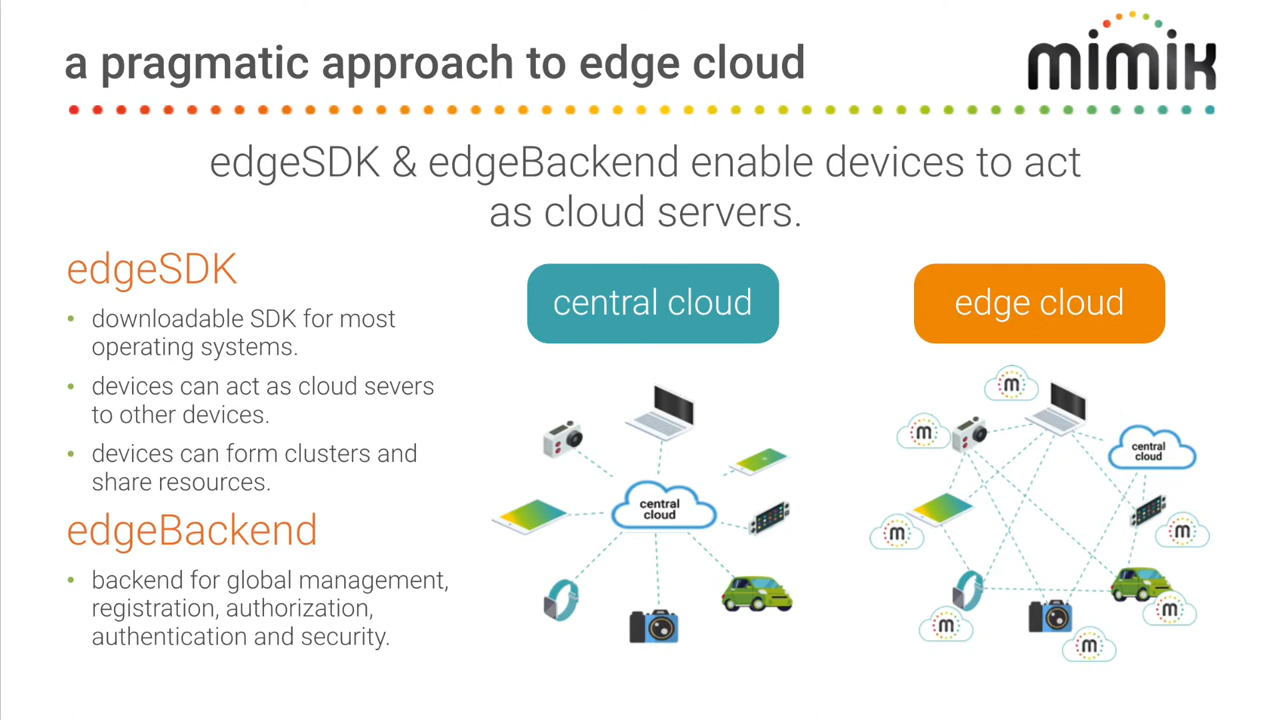 a pragmatic approach to edge cloud
mimik
edgeSDK & edgeBackend enable devices to act
as cloud servers.
edgeSDK
• downloadable SDK for most
operating systems.
• devices can act as cloud severs
to other devices.
• devices can form clusters and
share resources.
edgeBackend
• backend for global management,
registration, authorization,
authentication and security.
central cloud
central
cloud
edge cloud
m
m
central
cloud
m
m
m
m
m